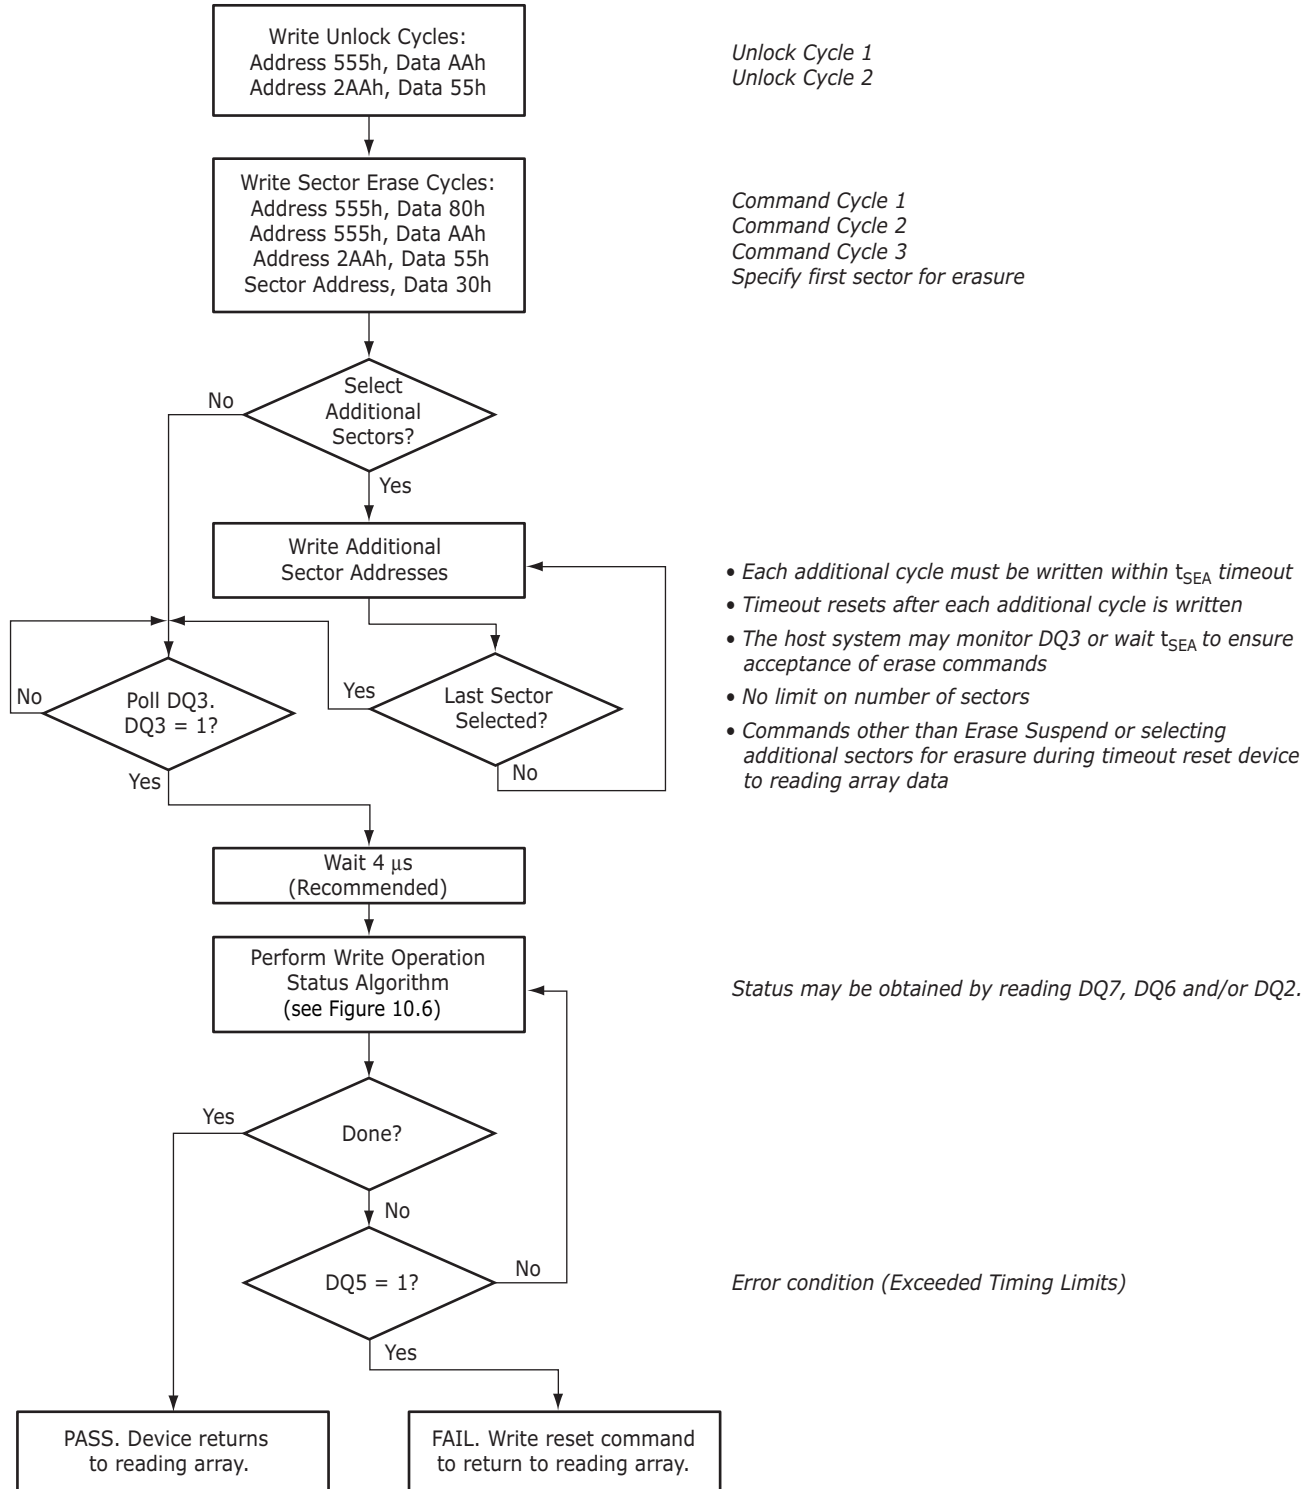 Write Unlock Cycles:
Address 555h, Data AAh
Address 2AAh, Data 55h
Unlock Cycle 1
Unlock Cycle 2
Write Sector Erase Cycles:
Address 555h, Data 80h
Address 555h, Data AAh
Address 2AAh, Data 55h
Sector Address, Data 30h
Command Cycle 1
Command Cycle 2
Command Cycle 3
Specify first sector for erasure
Select
Additional
Sectors?
No
Yes
Write Additional
Sector Addresses
• Each additional cycle must be written within tSEA timeout
• Timeout resets after each additional cycle is written
• The host system may monitor DQ3 or wait tSEA to ensure
acceptance of erase commands
• No limit on number of sectors
• Commands other than Erase Suspend or selecting
additional sectors for erasure during timeout reset device
to reading array data
No
Poll DQ3.
DQ3 = 1?
Yes
Last Sector
Selected?
Yes
No
Wait 4 μs
(Recommended)
Perform Write Operation
Status Algorithm
(see Figure 10.6)
Status may be obtained by reading DQ7, DQ6 and/or DQ2.
Yes
Done?
No
DQ5 = 1?
No
Error condition (Exceeded Timing Limits)
Yes
PASS. Device returns
to reading array.
FAIL. Write reset command
to return to reading array.